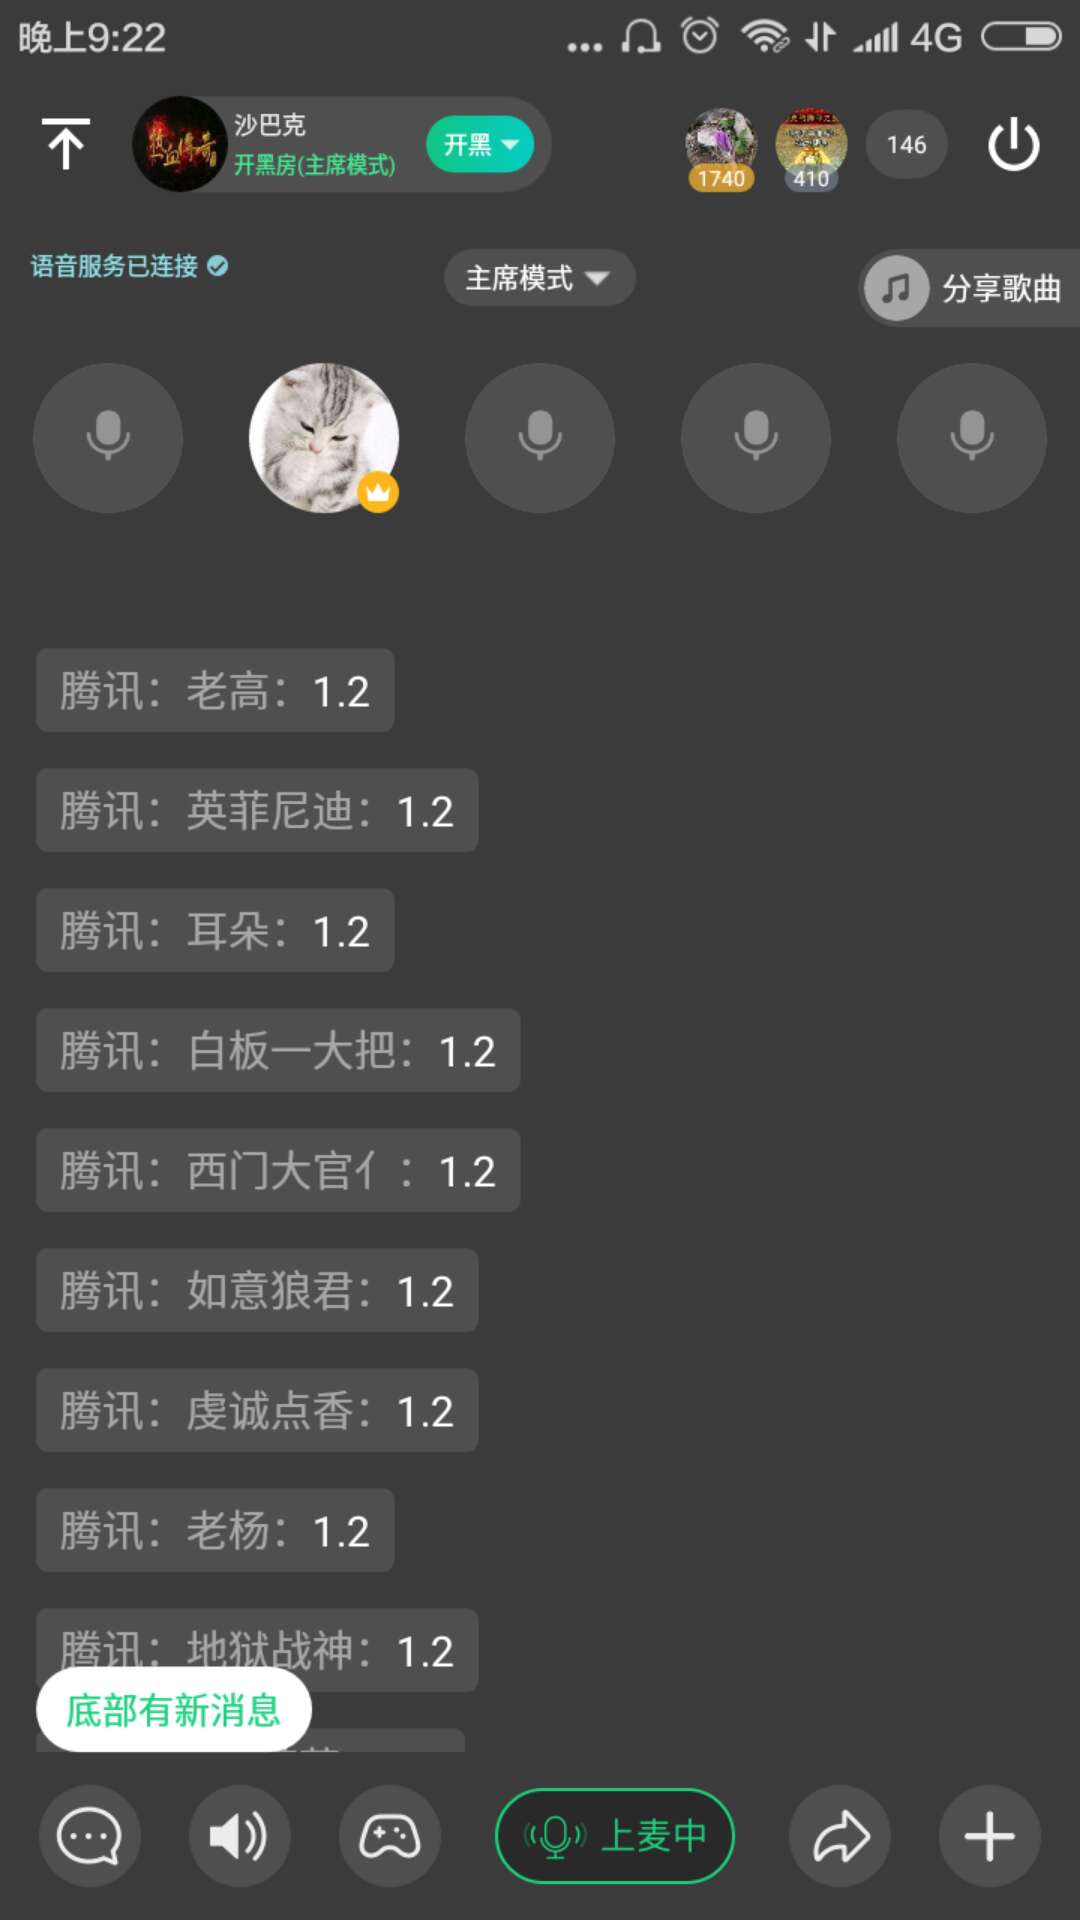 晚上9:22
4G
热血传奇
沙巴克
开黑房(主席模式)
开黑
1740
410
146
语音服务已连接
主席模式
分享歌曲
腾讯：老高：1.2
腾讯：英菲尼迪：1.2
腾讯：耳朵：1.2
腾讯：白板一大把：1.2
腾讯：西门大官亻：1.2
腾讯：如意狼君：1.2
腾讯：虔诚点香：1.2
腾讯：老杨：1.2
腾讯：地狱战神：1.2
底部有新消息
上麦中